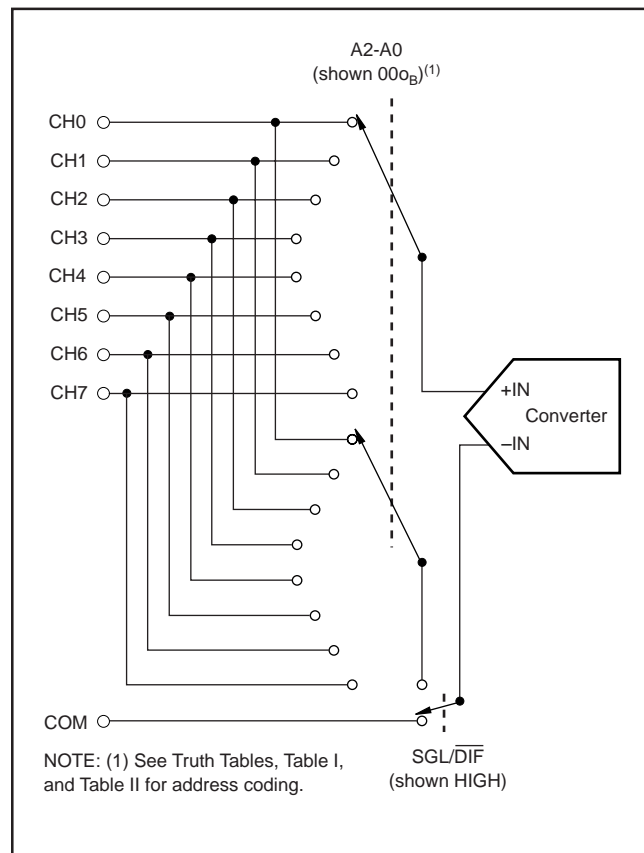 A2-A0
(shown 00oB)(1)
CH0
CH1
CH2
CH3
CH4
CH5
CH6
CH7
+IN
Converter
–IN
COM
SGL/DIF
(shown HIGH)
NOTE: (1) See Truth Tables, Table I,
and Table II for address coding.